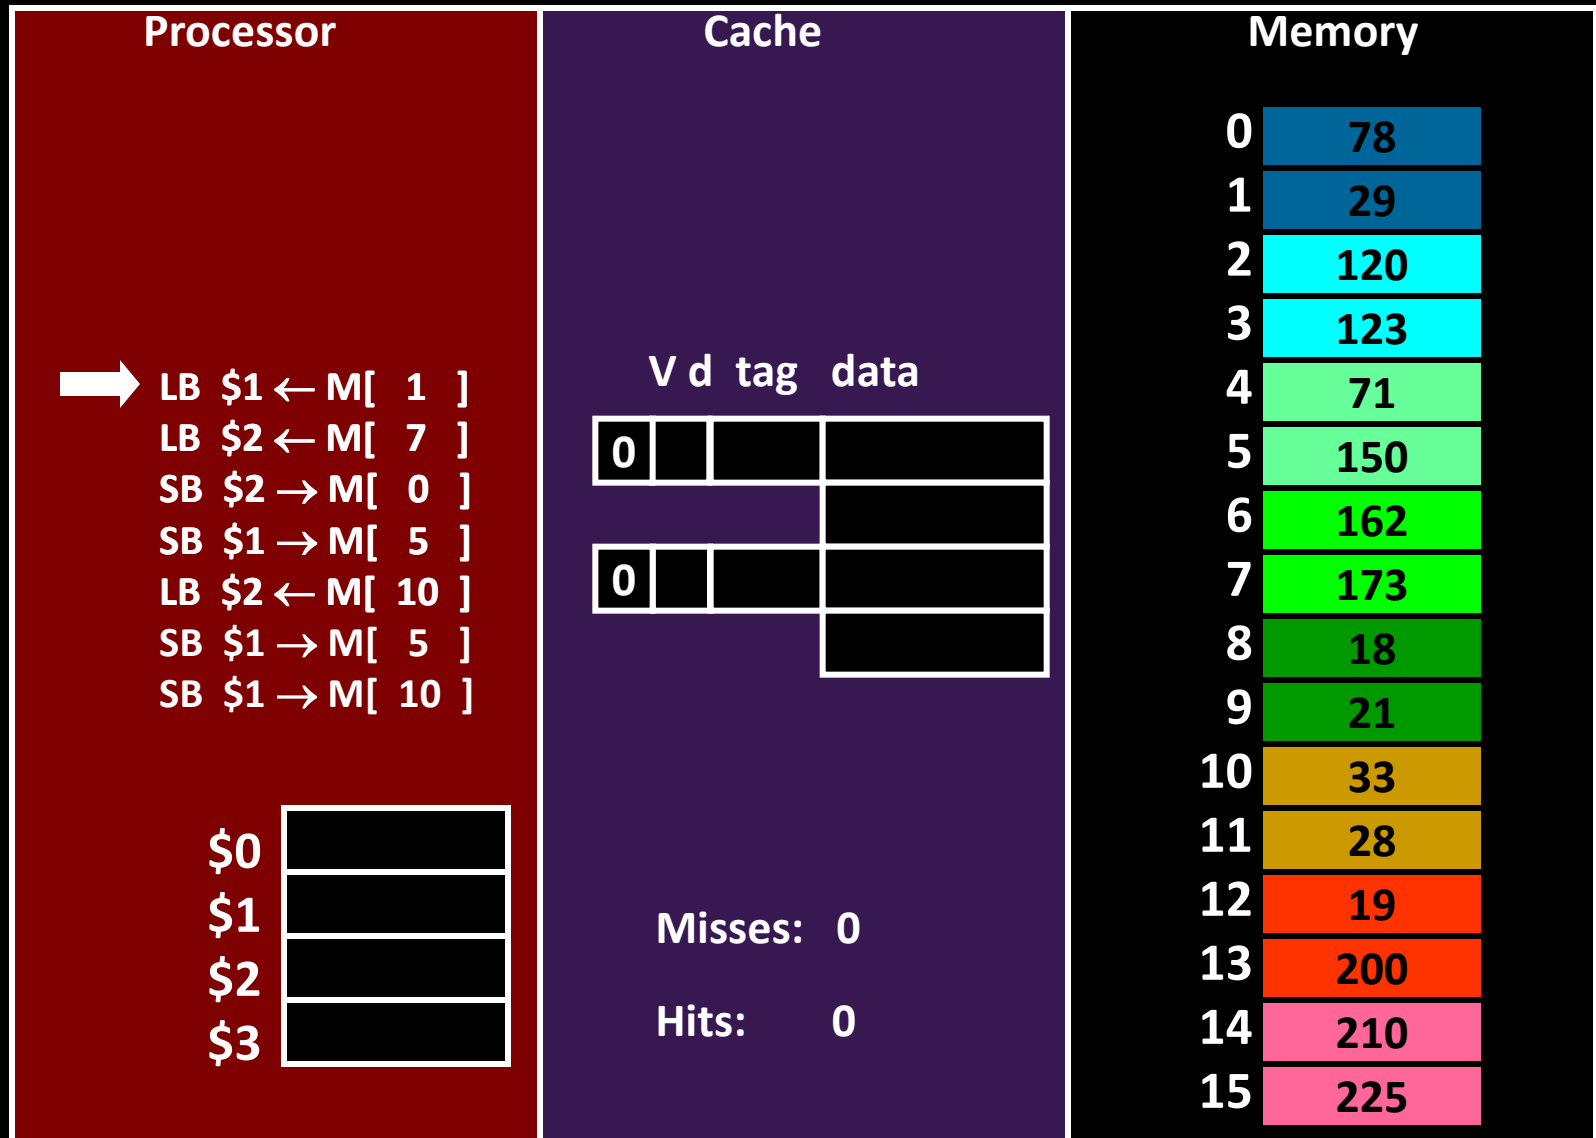 Processor
LB $1 ← M[ 1 ]
LB $2 ← M[ 7 ]
SB $2 → M[ 0 ]
SB $1 → M[ 5 ]
LB $2 ← M[ 10 ]
SB $1 → M[ 5 ]
SB $1 → M[ 10 ]
$0
$1
$2
$3
Cache
V d tag data
0
0
Misses: 0
Hits: 0
Memory
0 78
1 29
2 120
3 123
4 71
5 150
6 162
7 173
8 18
9 21
10 33
11 28
12 19
13 200
14 210
15 225